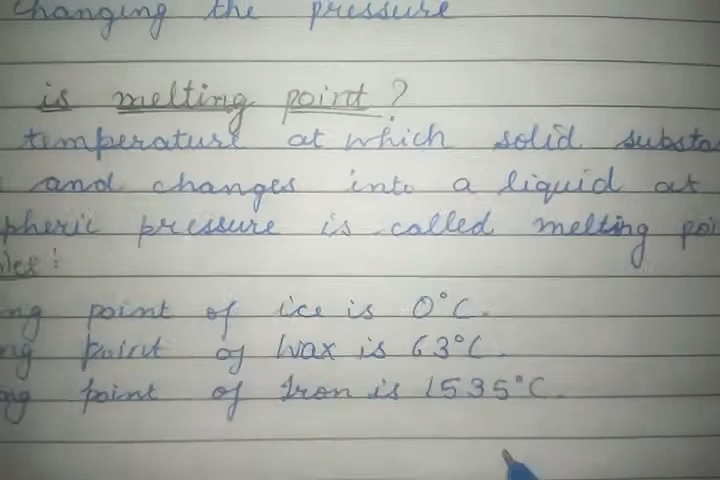 changing the pressure
is melting point?
temperature at which solid substa
and changes into a liquid at
pheric pressure is called melting poi
les:
ng point of ice is 0°C.
ng point of Wax is 63°C.
ng point of Iron is 1535°C.